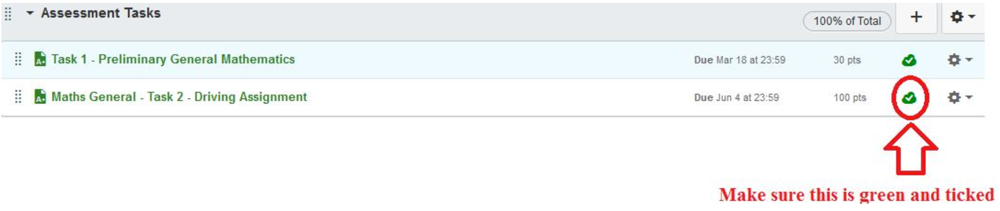 Assessment Tasks
100% of Total
+
Task 1 - Preliminary General Mathematics
Due Mar 18 at 23:59
30 pts
Maths General - Task 2 - Driving Assignment
Due Jun 4 at 23:59
100 pts
Make sure this is green and ticked